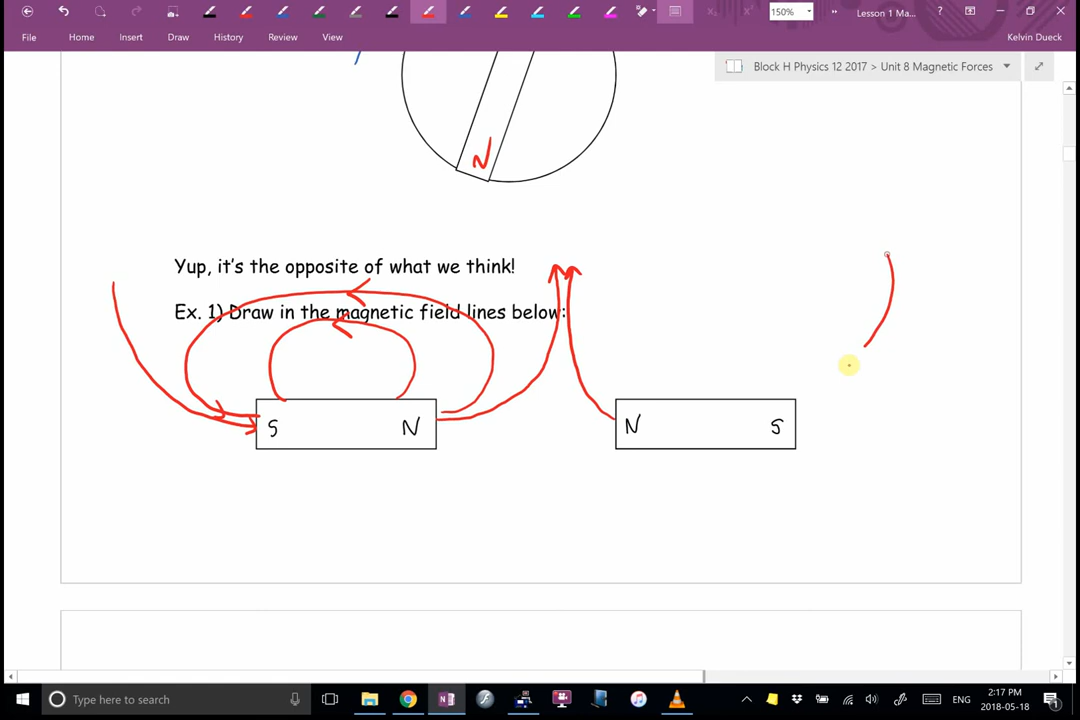 150%
Lesson 1 Ma...
?
File
Home
Insert
Draw
History
Review
View
Kelvin Dueck
Block H Physics 12 2017 > Unit 8 Magnetic Forces
N
Yup, it's the opposite of what we think!
Ex. 1) Draw in the magnetic field lines below:
S N N S
Type here to search
ENG
2:17 PM
2018-05-18